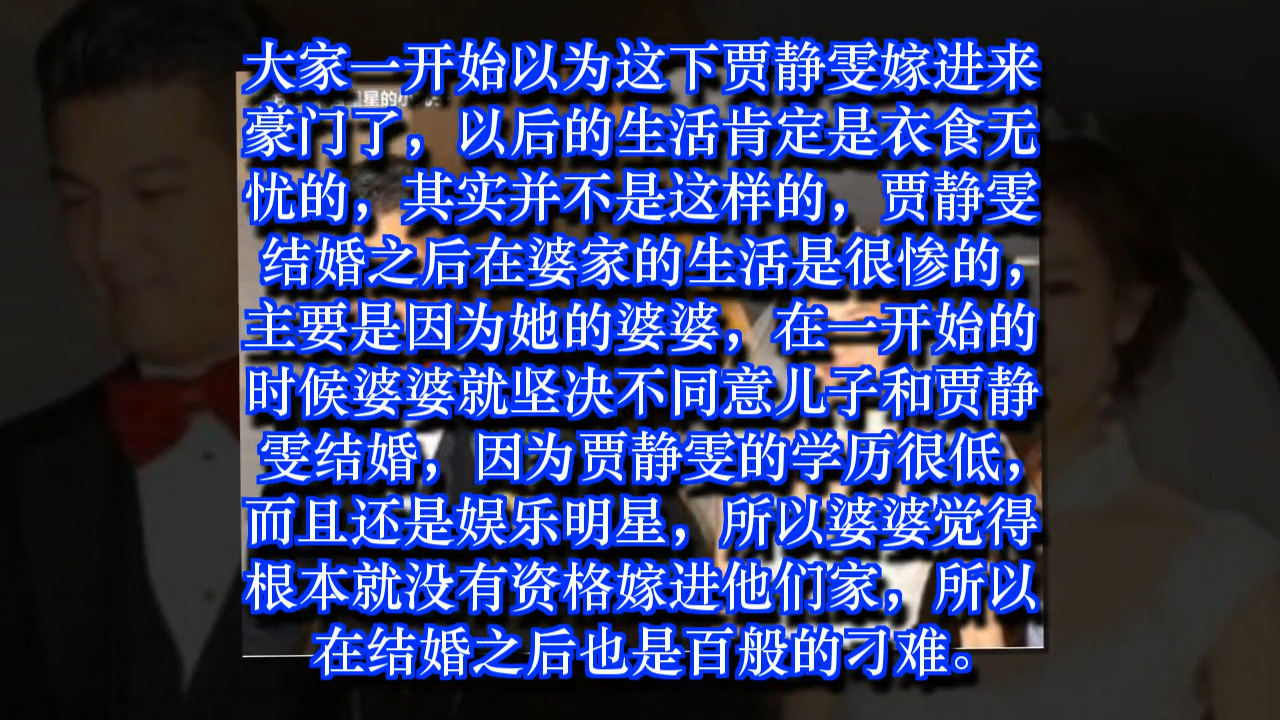 大家一开始以为这下贾静雯嫁进来
豪门了，以后的生活肯定是衣食无
忧的，其实并不是这样的，贾静雯
结婚之后在婆家的生活是很惨的，
主要是因为她的婆婆，在一开始的
时候婆婆就坚决不同意儿子和贾静
雯结婚，因为贾静雯的学历很低，
而且还是娱乐明星，所以婆婆觉得
根本就没有资格嫁进他们家，所以
在结婚之后也是百般的刁难。